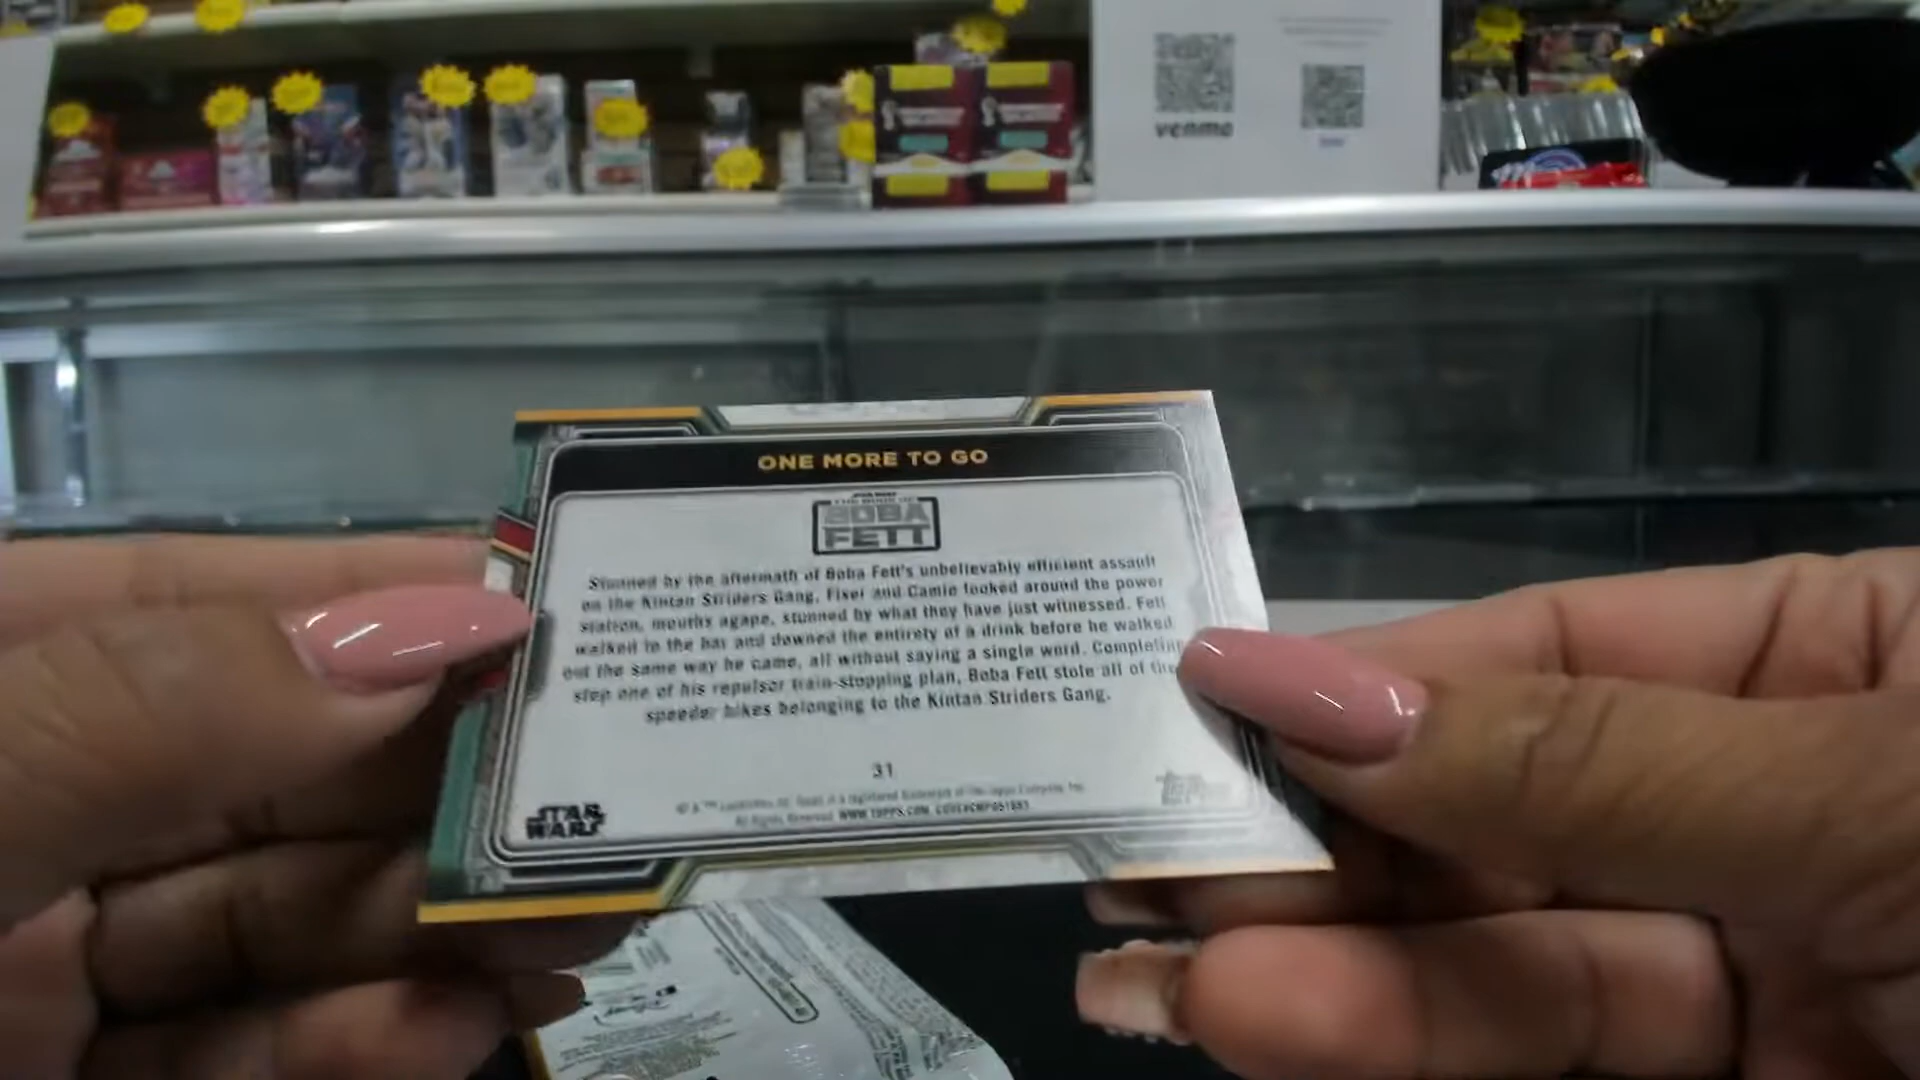 venmo
ONE MORE TO GO
STAR WARS
THE BOOK OF
BOBA
FETT
Stunned by the aftermath of Boba Fett's unbelievably efficient assault
on the Kintan Striders Gang, Fixer and Camie looked around the power
station, mouths agape, stunned by what they have just witnessed. Fett
walked to the bar and downed the entirety of a drink before he walked
out the same way he came, all without saying a single word. Completing
step one of his repulsor train-stopping plan, Boba Fett stole all of the
speeder bikes belonging to the Kintan Striders Gang.
31
All Rights Reserved. WWW.TOPPS.COM
STAR
WARS
topps